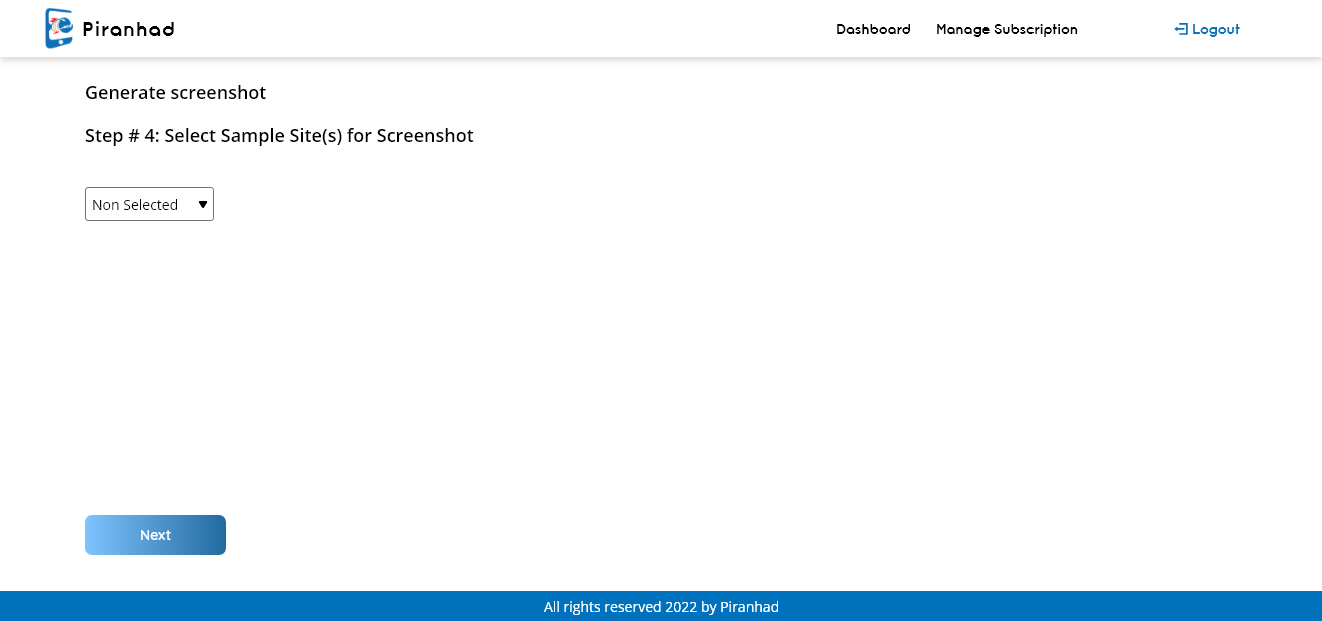 Piranhad
Dashboard
Manage Subscription
Logout
Generate screenshot
Step # 4: Select Sample Site(s) for Screenshot
Non Selected
Next
All rights reserved 2022 by Piranhad